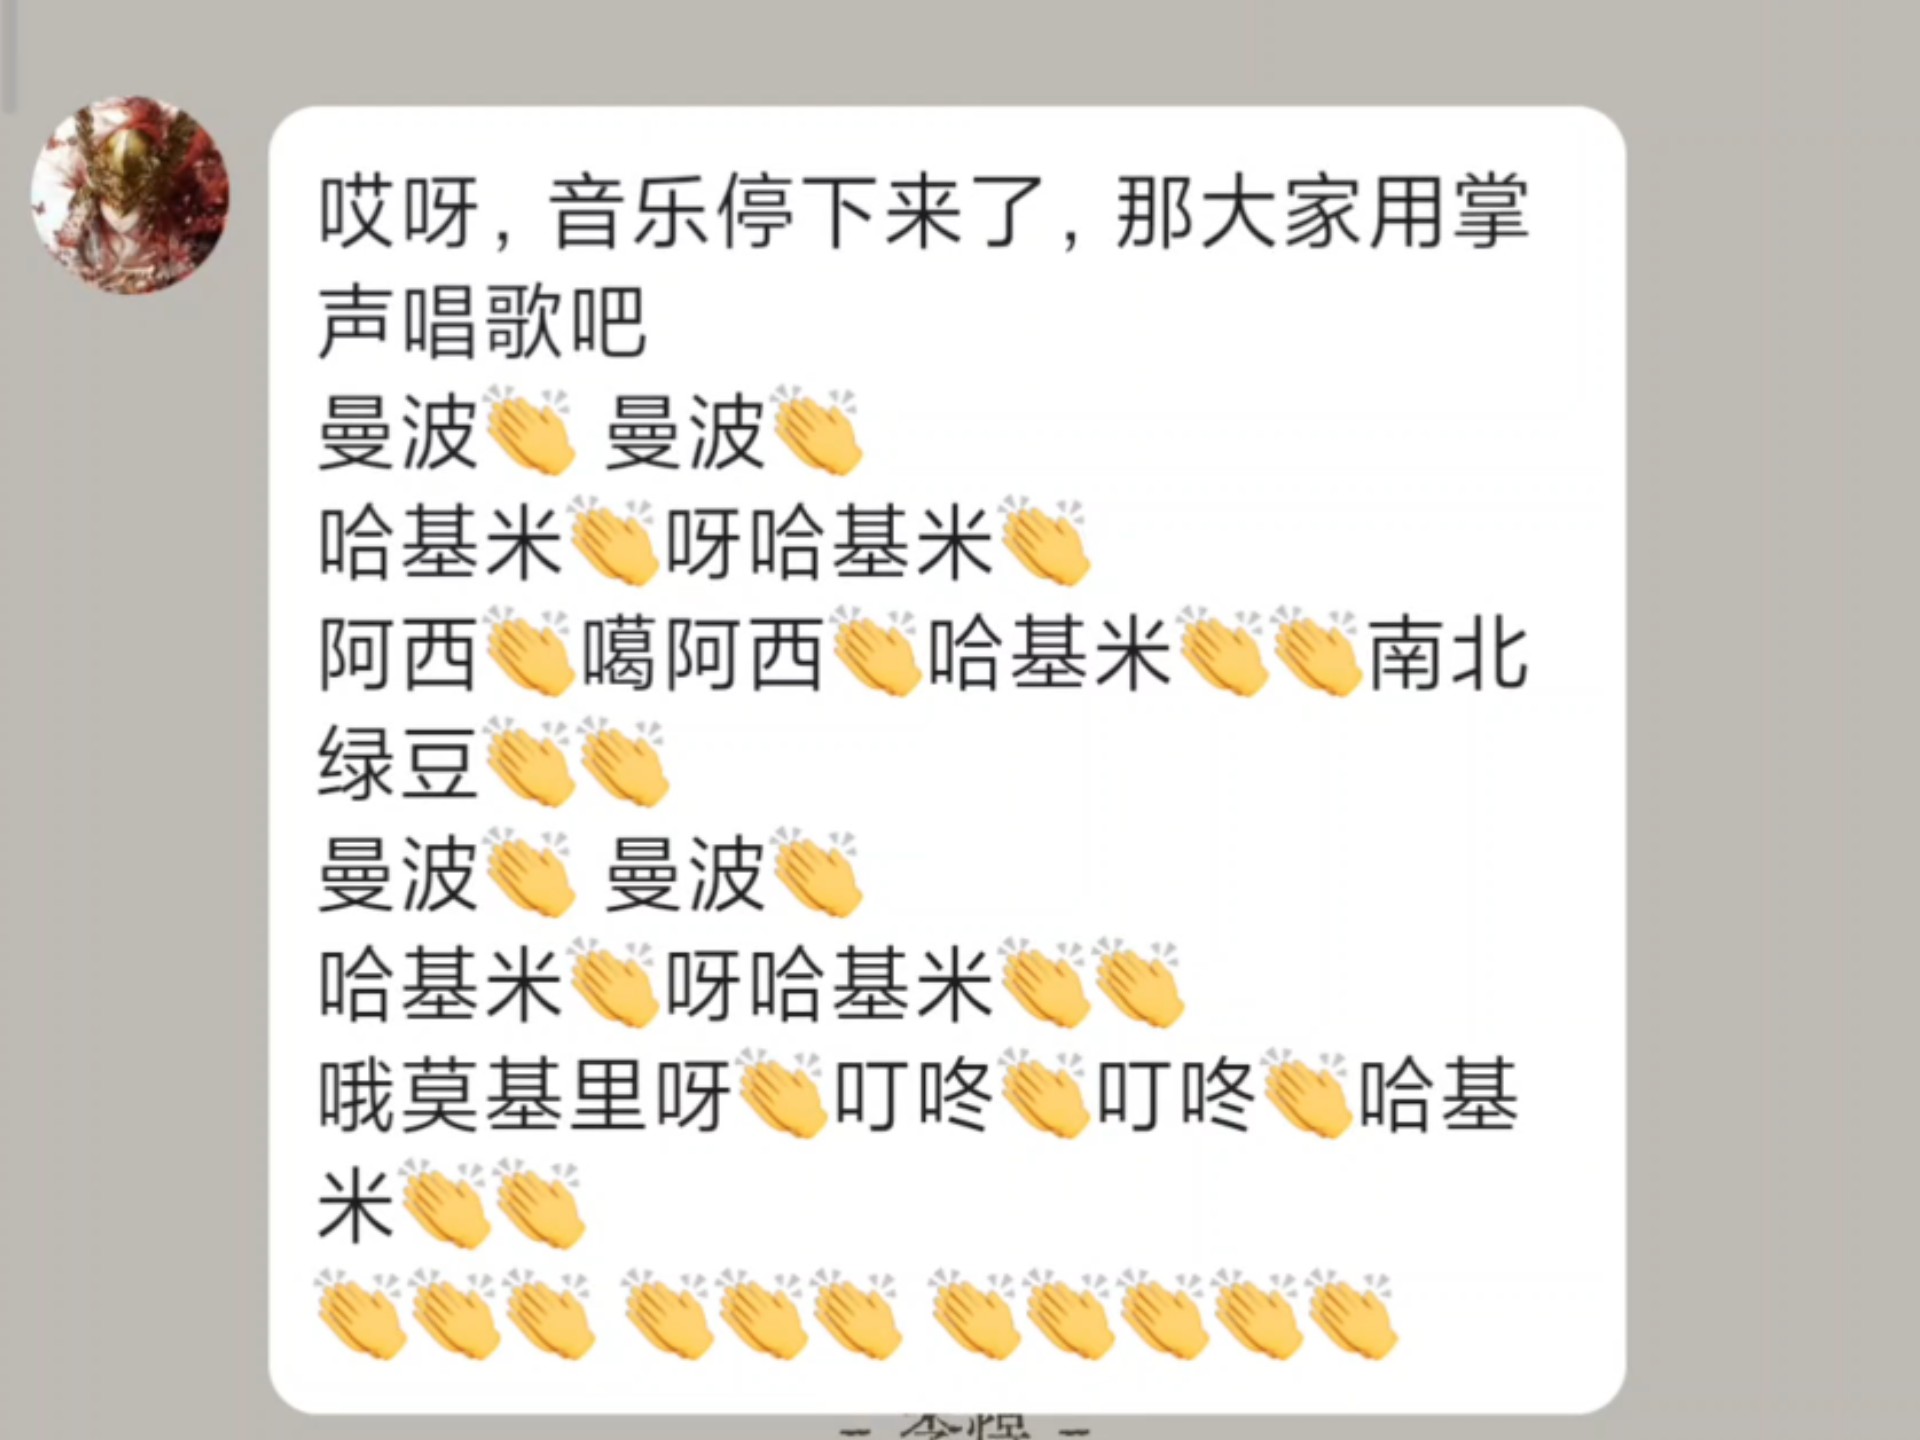 哎呀，音乐停下来了，那大家用掌
声唱歌吧
曼波👏 曼波👏
哈基米👏呀哈基米👏
阿西👏噶阿西👏哈基米👏👏南北
绿豆👏👏
曼波👏 曼波👏
哈基米👏呀哈基米👏👏
哦莫基里呀👏叮咚👏叮咚👏哈基
米👏👏
👏👏👏 👏👏👏 👏👏👏👏👏